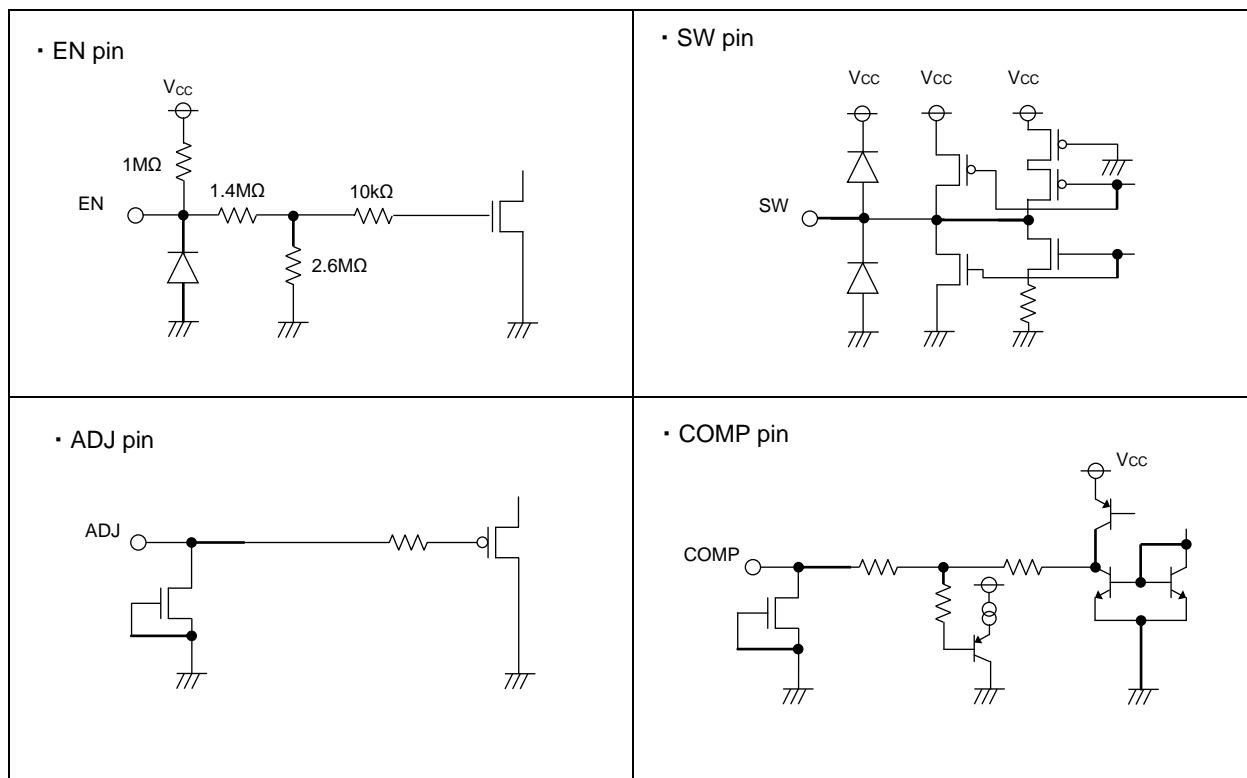 ・EN pin
VCC
1MΩ
1.4MΩ
10kΩ
EN
2.6MΩ
・SW pin
VCC VCC VCC
SW
・ADJ pin
ADJ
・COMP pin
VCC
COMP